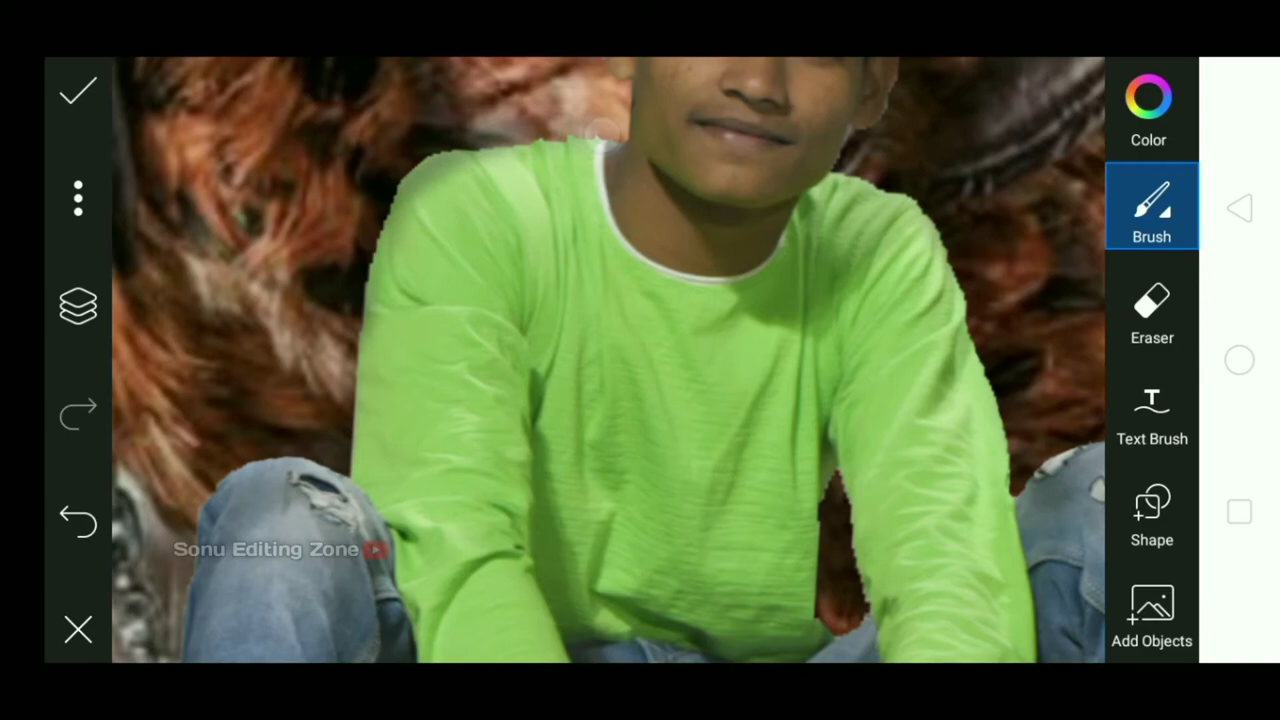 Color
Brush
Eraser
T
Text Brush
Shape
Add Objects
Sonu Editing Zone